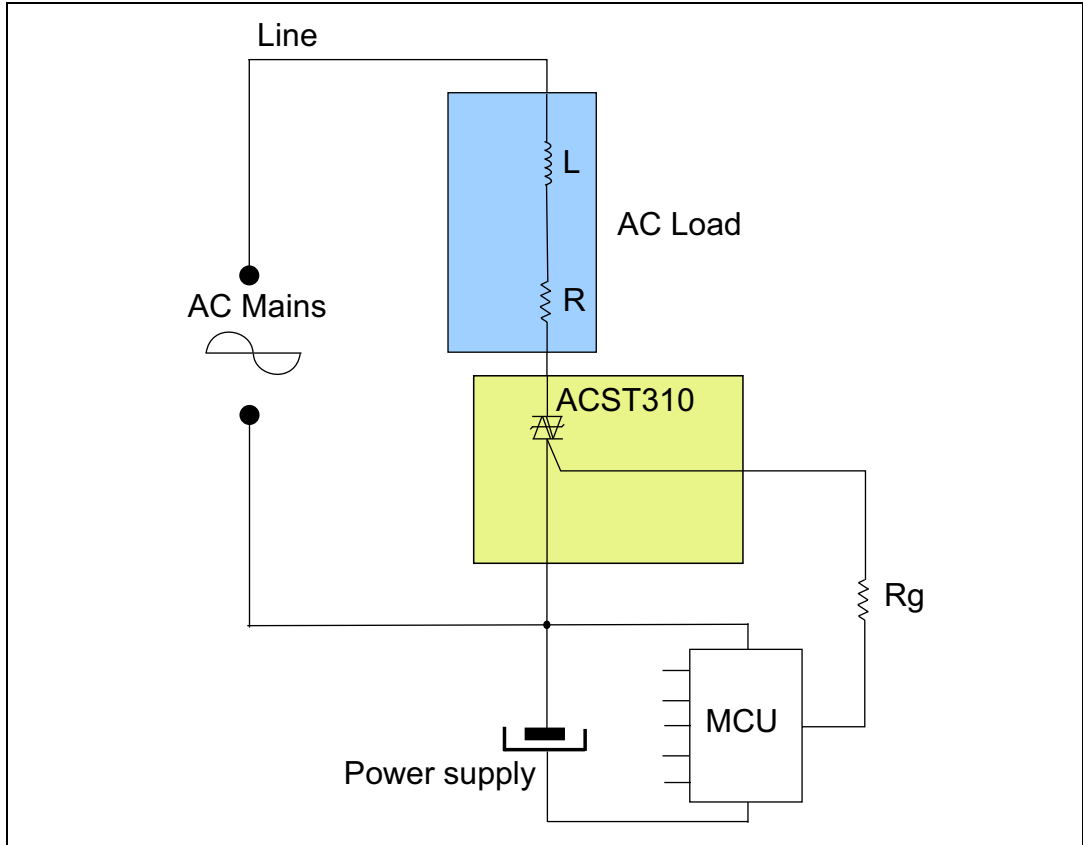 Line
L
AC Load
AC Mains
R
ACST310
Rg
MCU
Power supply